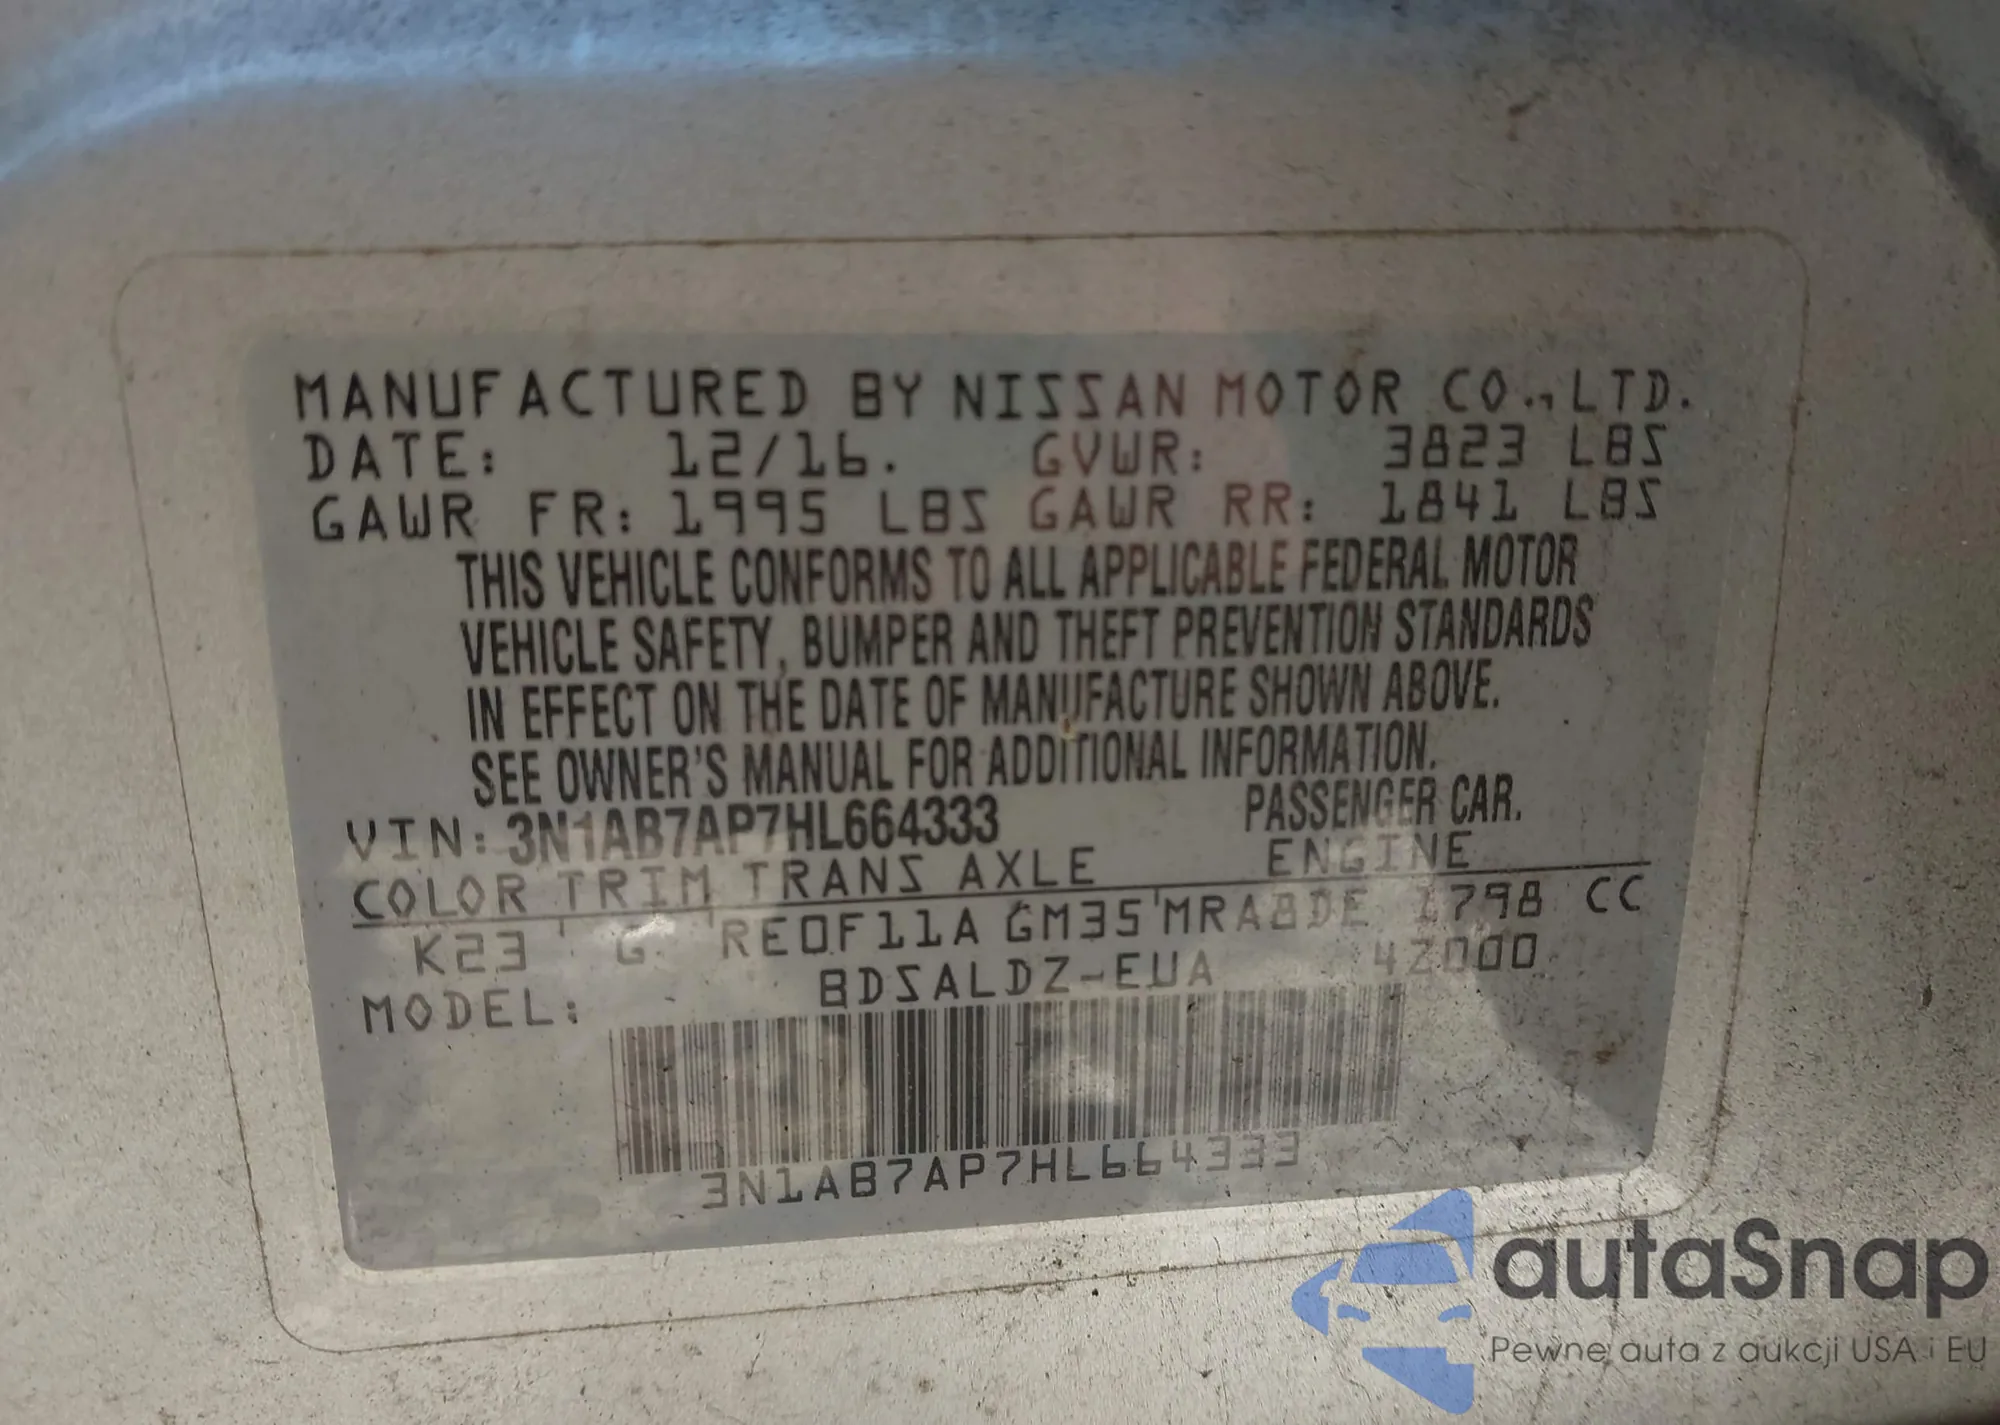 MANUFACTURED BY NISSAN MOTOR CO., LTD.
DATE: 12/16. GVWR: 3823 LBS
GAWR FR: 1995 LBS GAWR RR: 1841 LBS
THIS VEHICLE CONFORMS TO ALL APPLICABLE FEDERAL MOTOR
VEHICLE SAFETY, BUMPER AND THEFT PREVENTION STANDARDS
IN EFFECT ON THE DATE OF MANUFACTURE SHOWN ABOVE.
SEE OWNER'S MANUAL FOR ADDITIONAL INFORMATION.
VIN: 3N1AB7AP7HL664333 PASSENGER CAR.
COLOR TRIM TRANS AXLE ENGINE
K23 G RE0F11A GM35 MRA8DE 1798 CC
MODEL: BDSALDZ-EUA 4Z000
3N1AB7AP7HL664333
autaSnap
Pewne auta z aukcji USA i EU